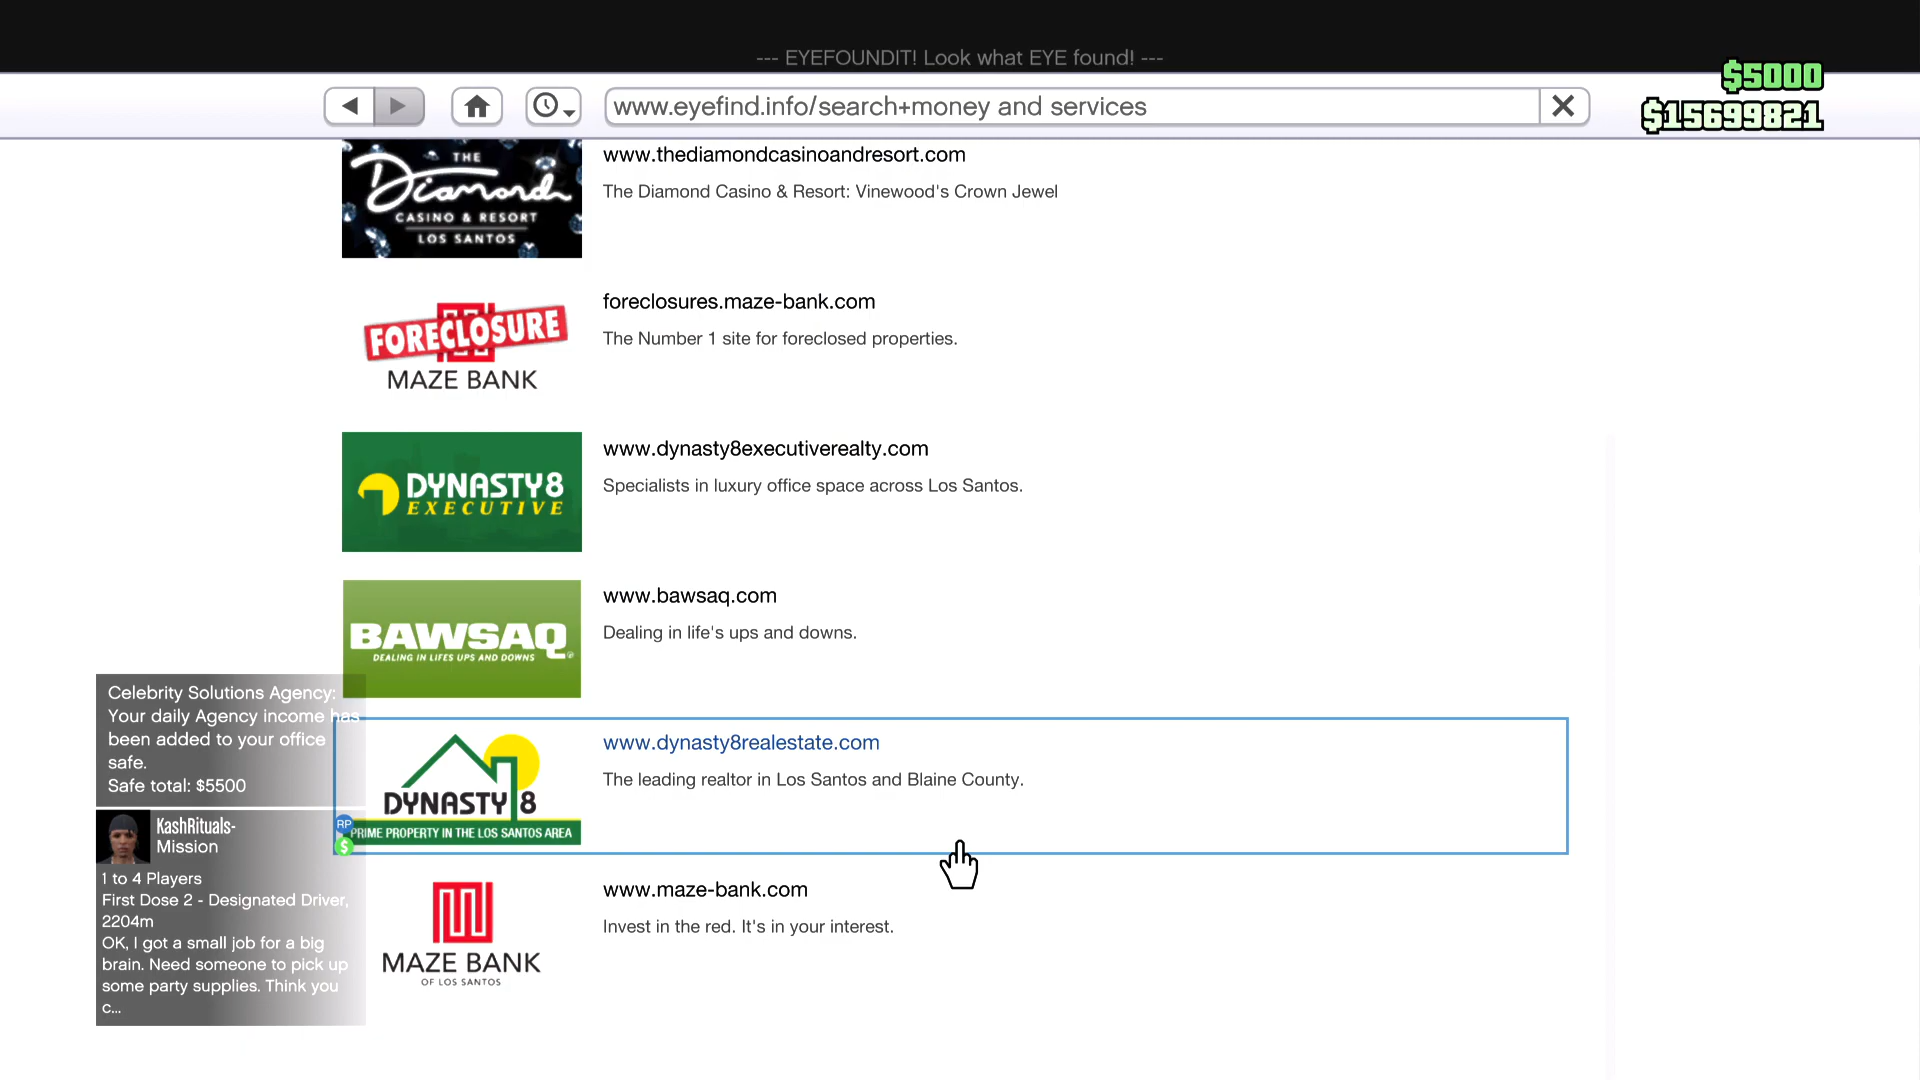 --- EYEFOUNDIT! Look what EYE found! ---
$5000
www.eyefind.info/search+money and services
$15699821
THE
Diamond
CASINO & RESORT
LOS SANTOS
www.thediamondcasinoandresort.com
The Diamond Casino & Resort: Vinewood's Crown Jewel
FORECLOSURE
MAZE BANK
foreclosures.maze-bank.com
The Number 1 site for foreclosed properties.
DYNASTY8
EXECUTIVE
www.dynasty8executiverealty.com
Specialists in luxury office space across Los Santos.
BAWSAQ
DEALING IN LIFES UPS AND DOWNS
www.bawsaq.com
Dealing in life's ups and downs.
Celebrity Solutions Agency:
Your daily Agency income has
been added to your office
safe.
Safe total: $5500
DYNASTY 8
PRIME PROPERTY IN THE LOS SANTOS AREA
www.dynasty8realestate.com
The leading realtor in Los Santos and Blaine County.
KashRituals-
Mission
RP
$
1 to 4 Players
First Dose 2 - Designated Driver,
2204m
OK, I got a small job for a big
brain. Need someone to pick up
some party supplies. Think you
c...
MAZE BANK
OF LOS SANTOS
www.maze-bank.com
Invest in the red. It's in your interest.